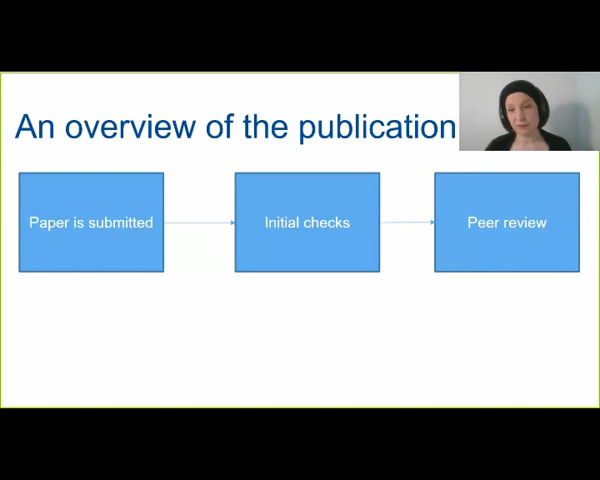 An overview of the publication
Paper is submitted
Initial checks
Peer review